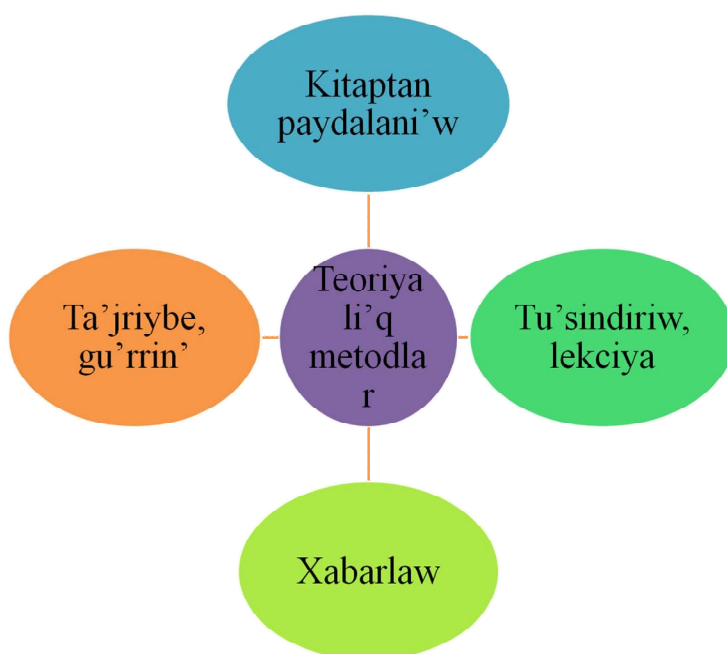 Kitaptan
paydalani’w
Ta’jriybe,
gu’rrin’
Teoriya
li’q
metodla
r
Tu’sindiriw,
lekciya
Xabarlaw